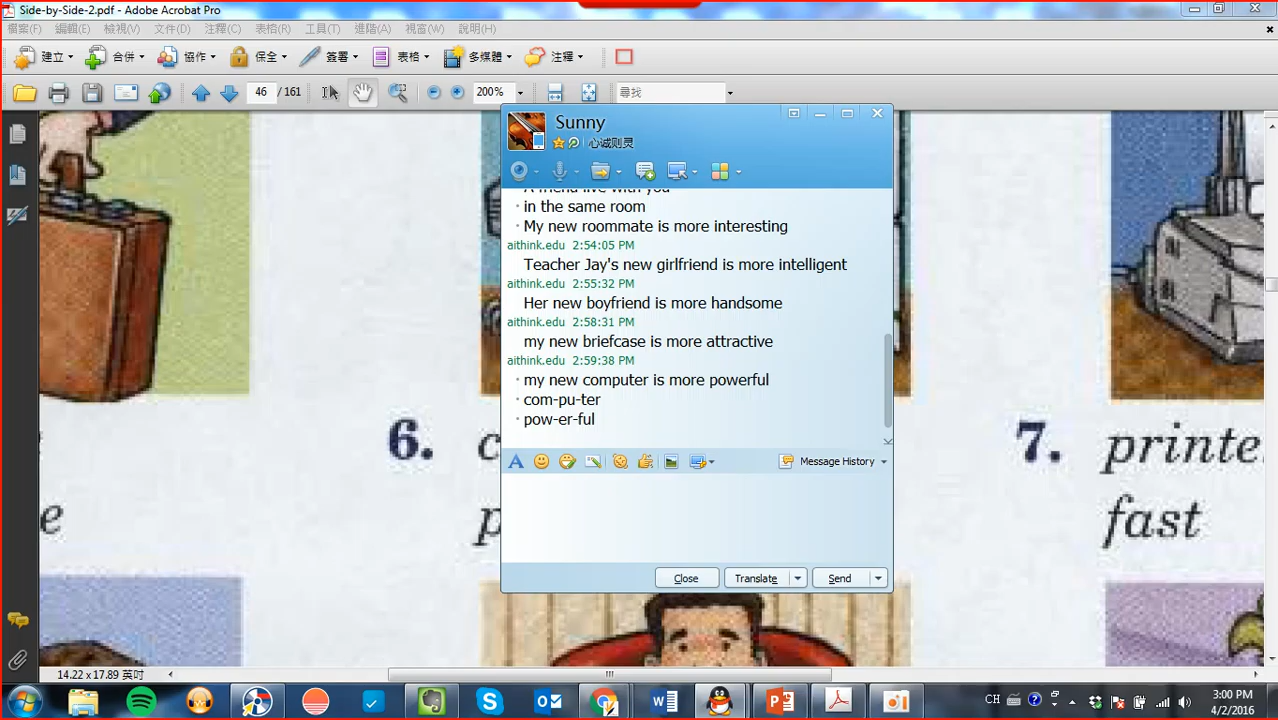 Side-by-Side-2.pdf - Adobe Acrobat Pro
檔案(F) 編輯(E) 檢視(V) 文件(D) 注釋(C) 表格(R) 工具(T) 進階(A) 視窗(W) 說明(H)
建立 合併 協作 保全 簽署 表格 多媒體 注釋
46 / 161 200% 尋找
Sunny
心诚则灵
A friend live with you
in the same room
My new roommate is more interesting
aithink.edu 2:54:05 PM
Teacher Jay's new girlfriend is more intelligent
aithink.edu 2:55:32 PM
Her new boyfriend is more handsome
aithink.edu 2:58:31 PM
my new briefcase is more attractive
aithink.edu 2:59:38 PM
my new computer is more powerful
com-pu-ter
pow-er-ful
Message History
Close Translate Send
6. c
p
7. printe
fast
e
14.22 x 17.89 英吋
CH
3:00 PM
4/2/2016